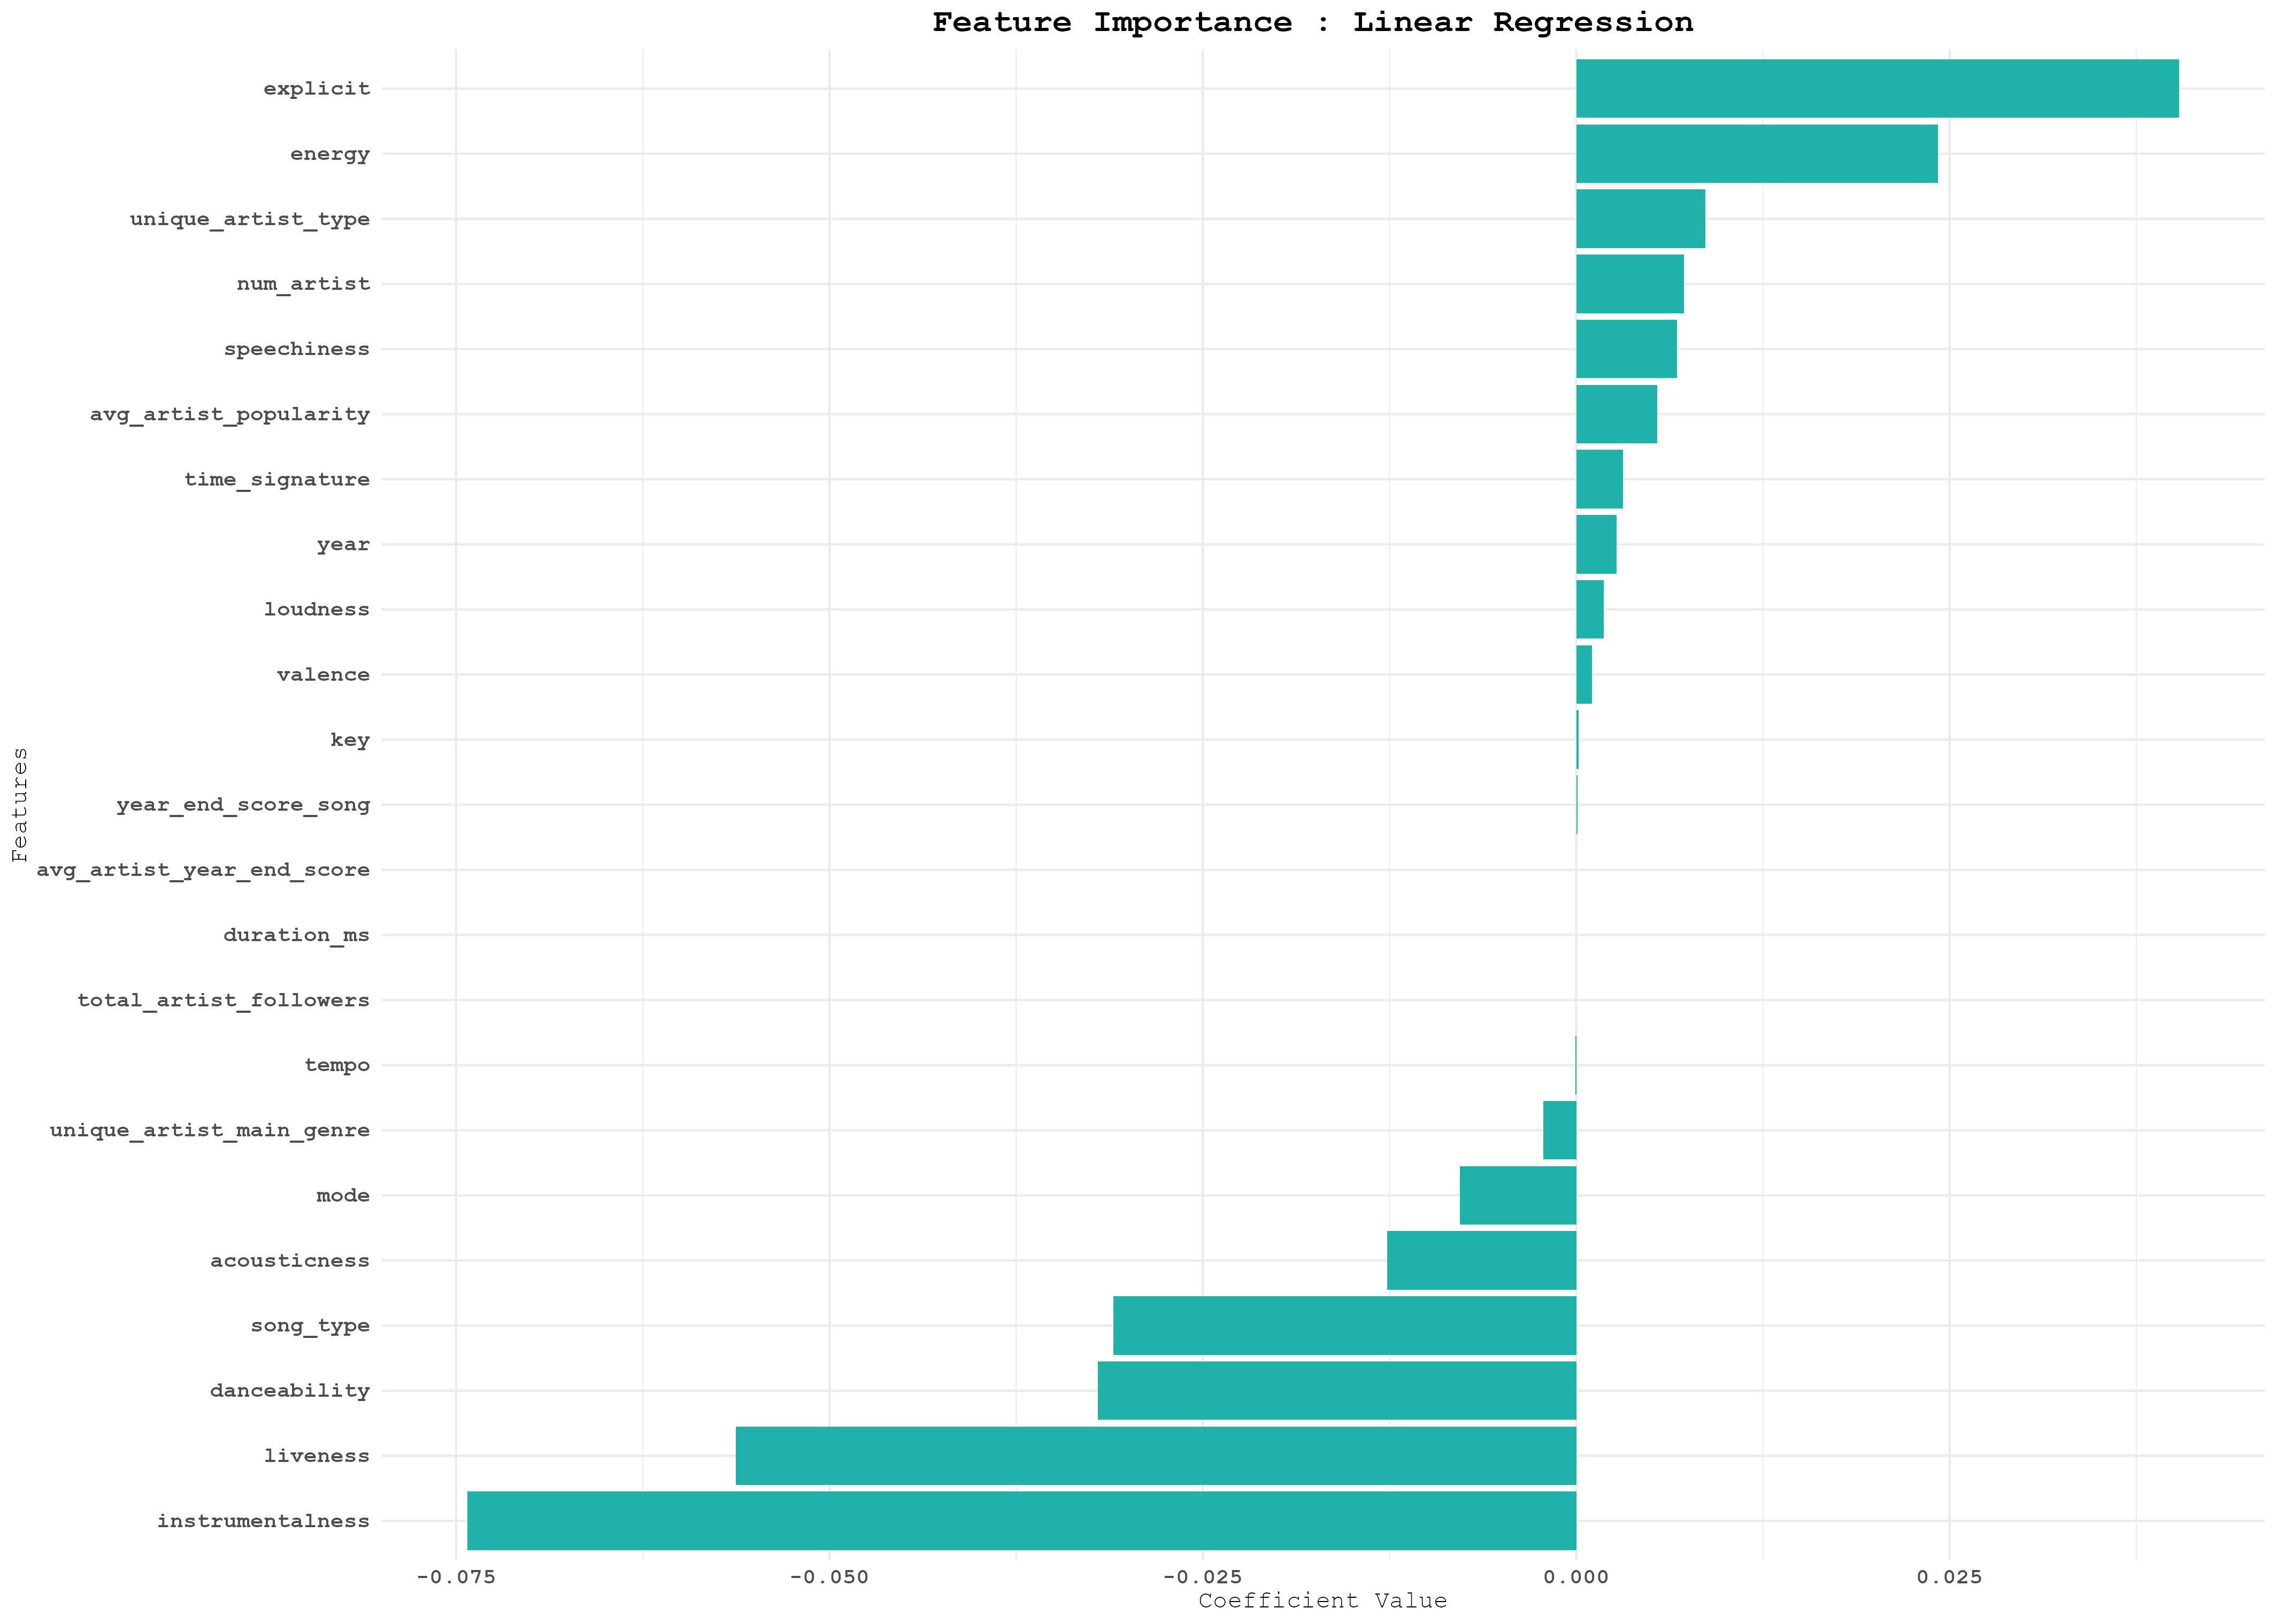 Feature Importance : Linear Regression
explicit
energy
unique_artist_type
num_artist
speechiness
avg_artist_popularity
time_signature
year
loudness
valence
key
year_end_score_song
avg_artist_year_end_score
duration_ms
total_artist_followers
tempo
unique_artist_main_genre
mode
acousticness
song_type
danceability
liveness
instrumentalness
Features
-0.075 -0.050 -0.025 0.000 0.025
Coefficient Value